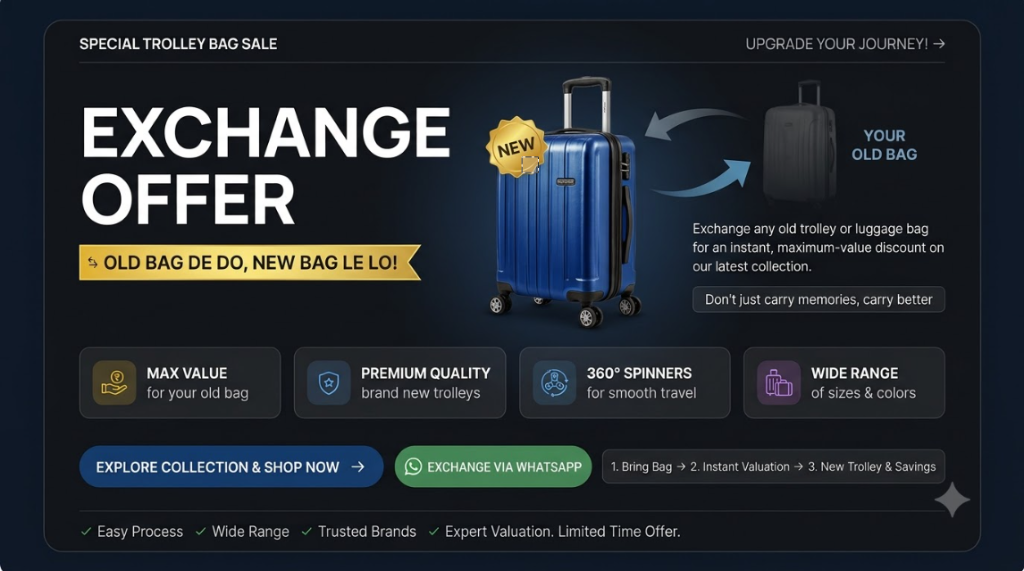 SPECIAL TROLLEY BAG SALE
UPGRADE YOUR JOURNEY! →
EXCHANGE
OFFER
OLD BAG DE DO, NEW BAG LE LO!
NEW
YOUR
OLD BAG
Exchange any old trolley or luggage bag
for an instant, maximum-value discount on
our latest collection.
Don't just carry memories, carry better
MAX VALUE
for your old bag
PREMIUM QUALITY
brand new trolleys
360° SPINNERS
for smooth travel
WIDE RANGE
of sizes & colors
EXPLORE COLLECTION & SHOP NOW →
EXCHANGE VIA WHATSAPP
1. Bring Bag → 2. Instant Valuation → 3. New Trolley & Savings
✓ Easy Process ✓ Wide Range ✓ Trusted Brands ✓ Expert Valuation. Limited Time Offer.